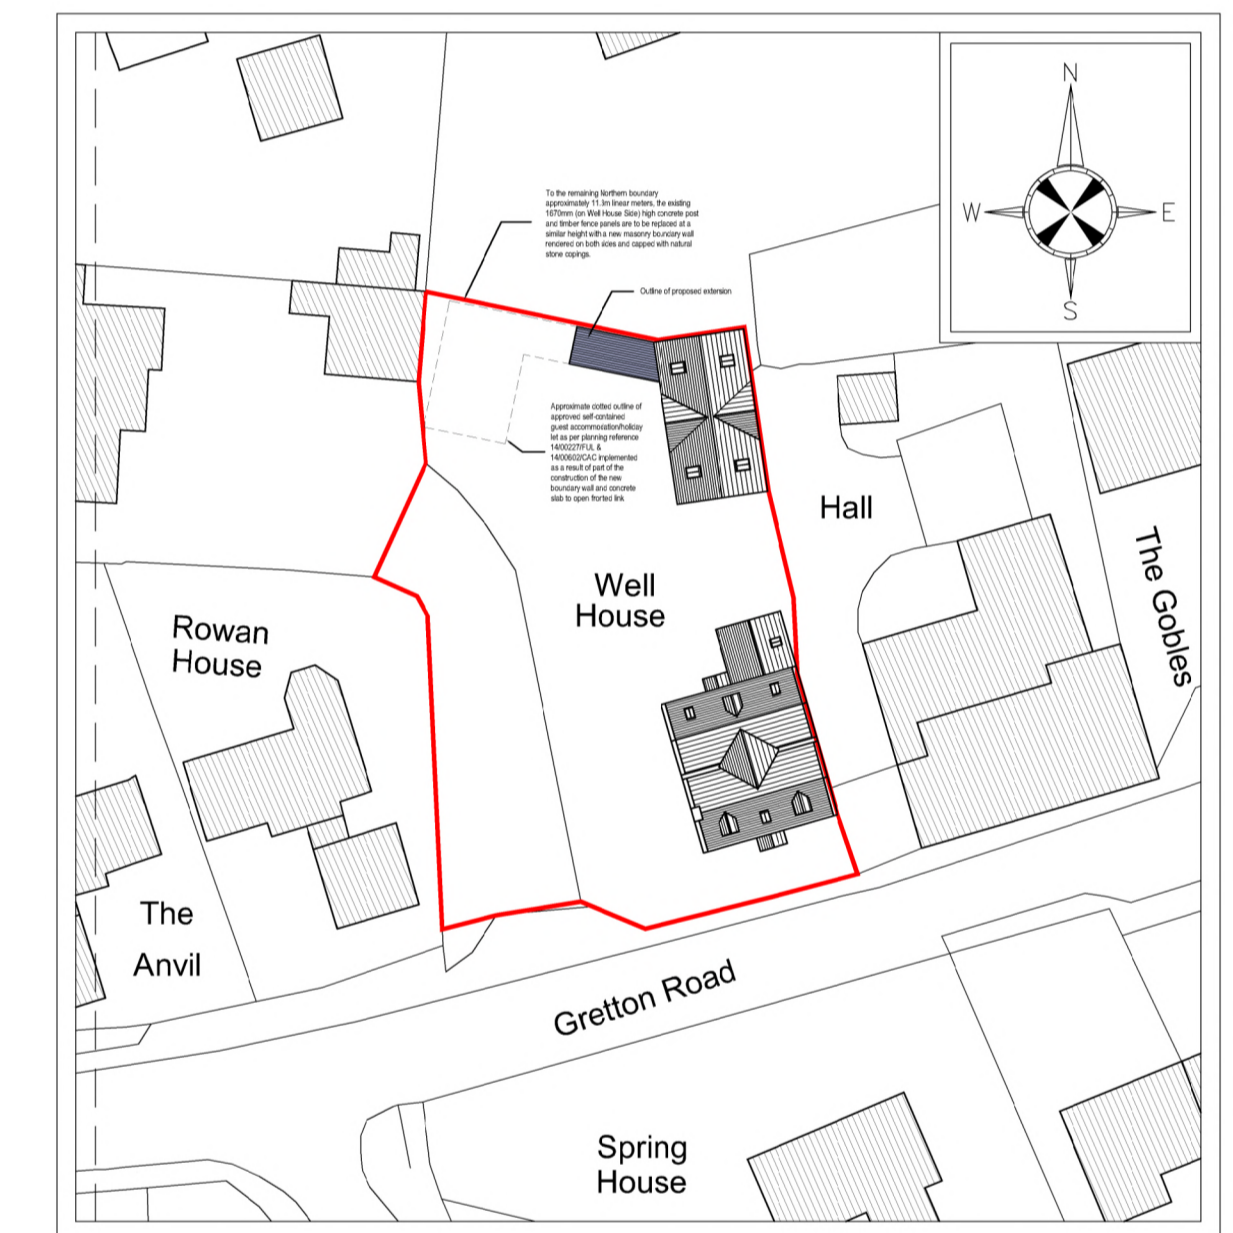 N
W
E
S
To the remaining Northern boundary
approximately 11.3m linear meters, the existing
1670mm (on Well House Side) high concrete post
and timber fence panels are to be replaced at a
similar height with a new masonry boundary wall
rendered on both sides and capped with natural
stone copings.
Outline of proposed extension
Approximate dotted outline of
approved self-contained
guest accommodation/holiday
let as per planning reference
14/00227/FUL &
14/00602/CAC implemented
as a result of part of the
construction of the new
boundary wall and concrete
slab to open fronted link
Hall
The Gobles
Well
House
Rowan
House
The
Anvil
Gretton Road
Spring
House